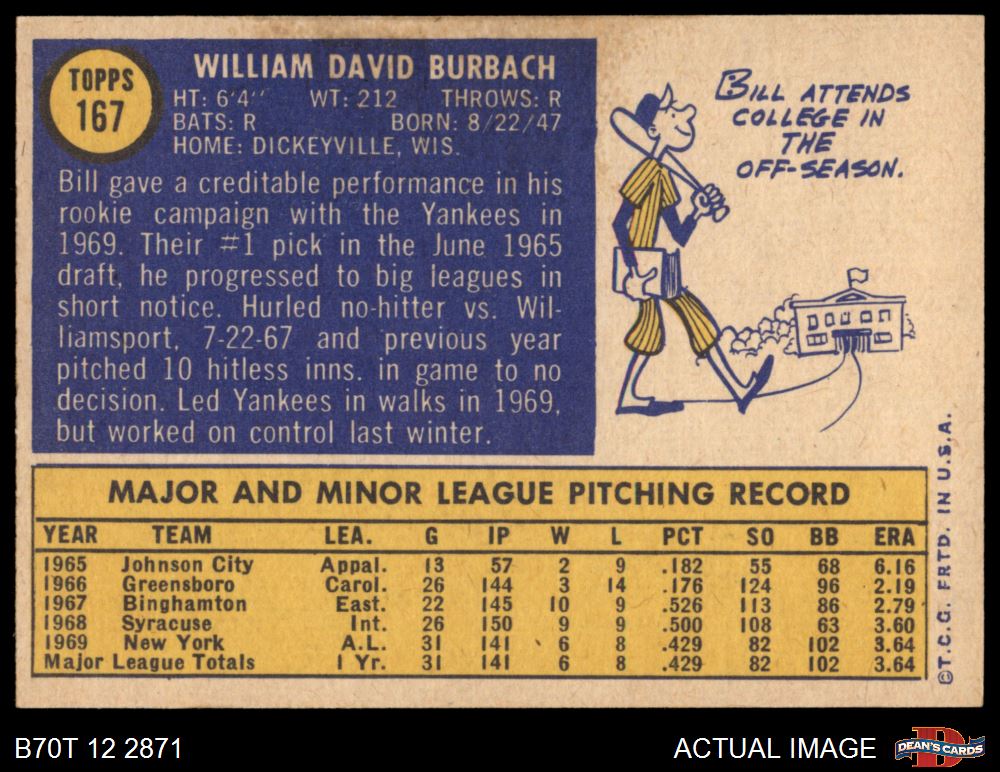 TOPPS
167
WILLIAM DAVID BURBACH
HT: 6'4" WT: 212 THROWS: R
BATS: R BORN: 8/22/47
HOME: DICKEYVILLE, WIS.
Bill gave a creditable performance in his
rookie campaign with the Yankees in
1969. Their #1 pick in the June 1965
draft, he progressed to big leagues in
short notice. Hurled no-hitter vs. Wil-
liamsport, 7-22-67 and previous year
pitched 10 hitless inns. in game to no
decision. Led Yankees in walks in 1969,
but worked on control last winter.
BILL ATTENDS
COLLEGE IN
THE
OFF-SEASON.
MAJOR AND MINOR LEAGUE PITCHING RECORD
YEAR TEAM LEA. G IP W L PCT SO BB ERA
1965 Johnson City Appal. 13 57 2 9 .182 55 68 6.16
1966 Greensboro Carol. 26 144 3 14 .176 124 96 2.19
1967 Binghamton East. 22 145 10 9 .526 113 86 2.79
1968 Syracuse Int. 26 150 9 9 .500 108 63 3.60
1969 New York A.L. 31 141 6 8 .429 82 102 3.64
Major League Totals 1 Yr. 31 141 6 8 .429 82 102 3.64
©T.C.G. PRTD. IN U.S.A.
B70T 12 2871
ACTUAL IMAGE
D
DEAN'S CARDS